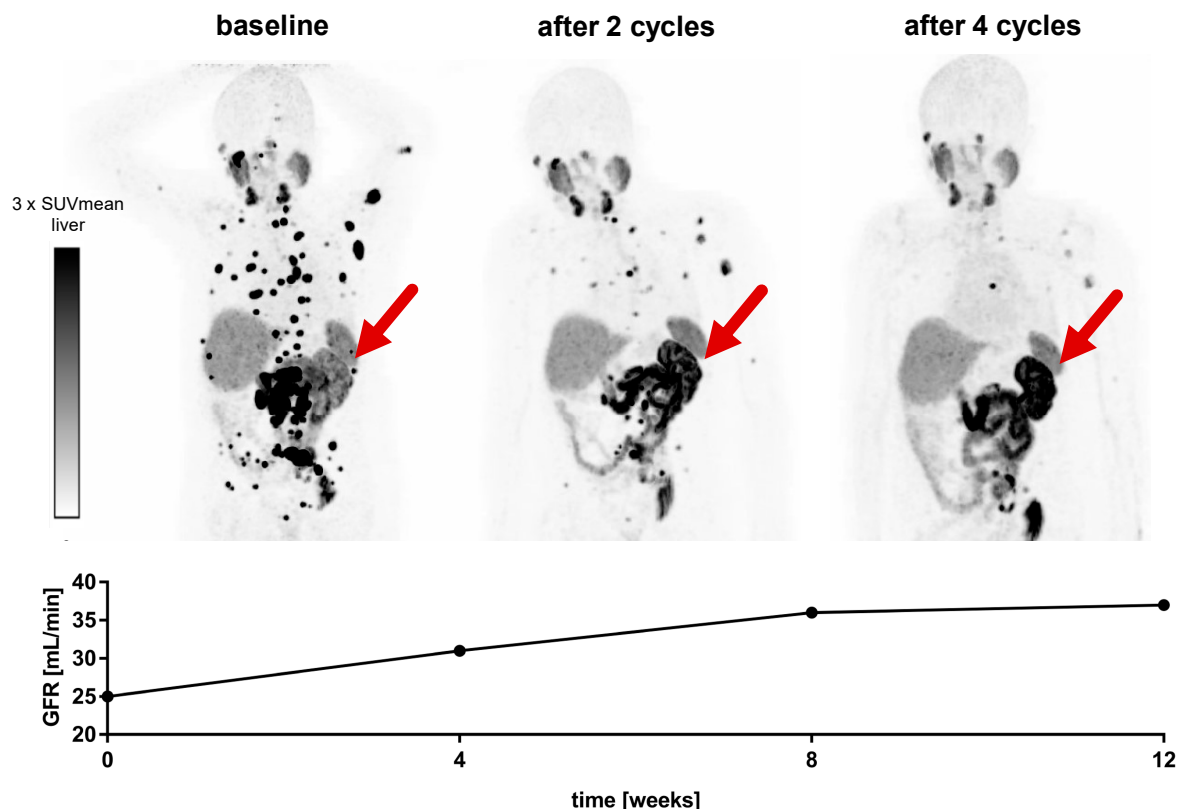 baseline
after 2 cycles
after 4 cycles
3 x SUVmean
liver
GFR [mL/min]
40
35
30
25
20
0
4
8
12
time [weeks]